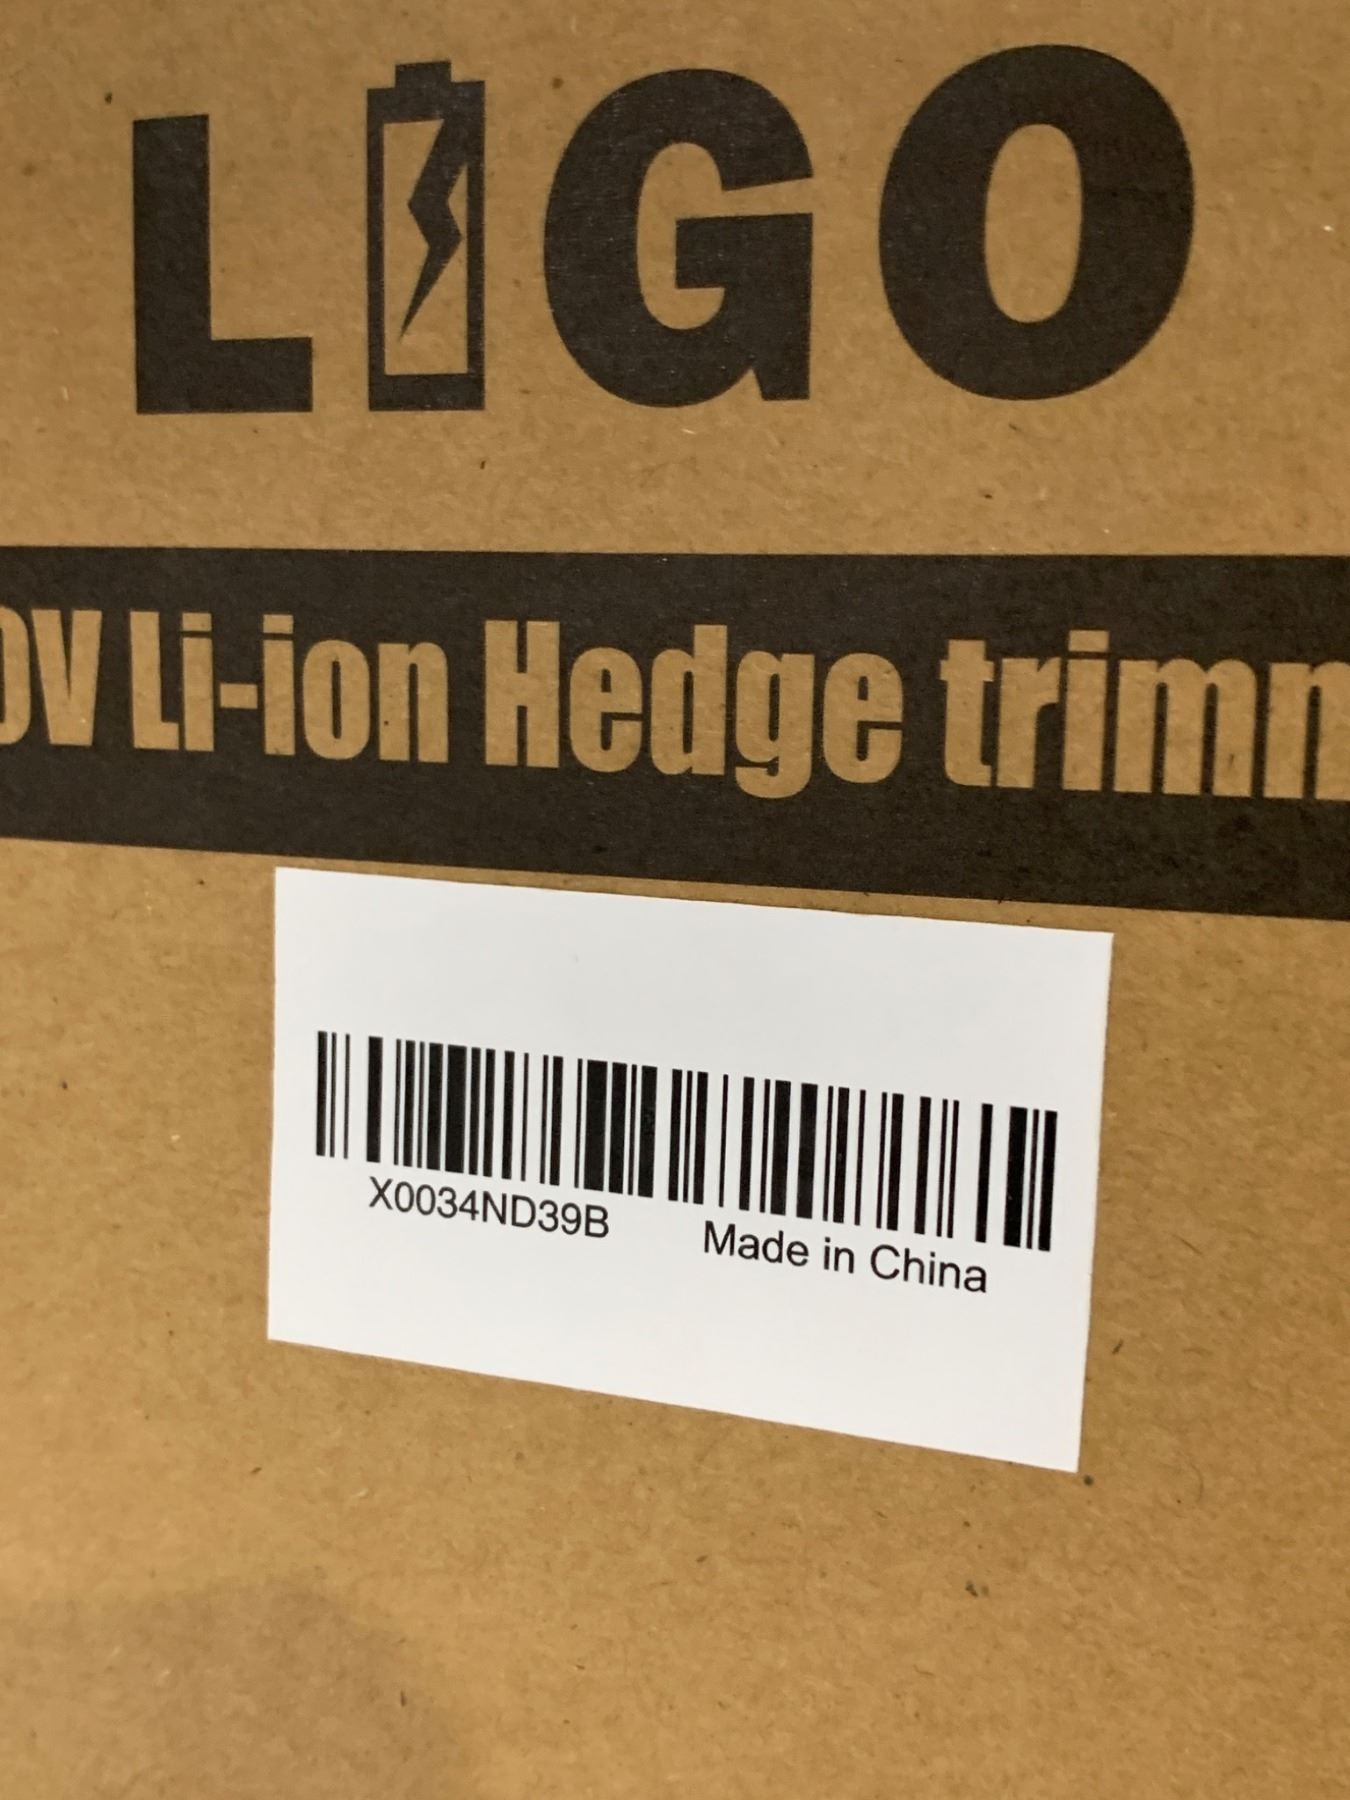 LIGO
0V Li-ion Hedge trimm
X0034ND39B
Made in China